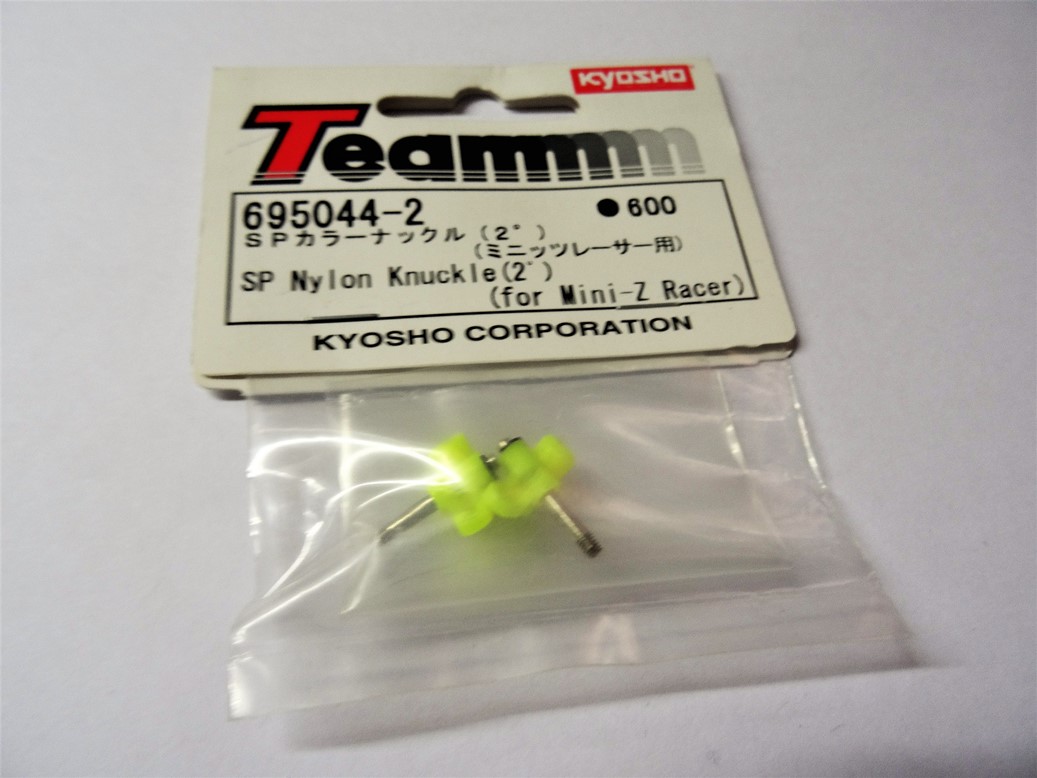 KYOSHO
Teammmm
695044-2 ●600
SPカラーナックル(2°)
(ミニッツレーサー用)
SP Nylon Knuckle(2°)
(for Mini-Z Racer)
KYOSHO CORPORATION